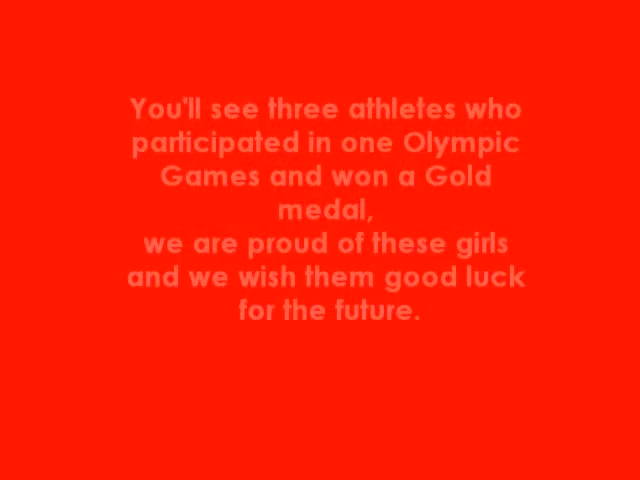 You'll see three athletes who
participated in one Olympic
Games and won a Gold
medal,
we are proud of these girls
and we wish them good luck
for the future.